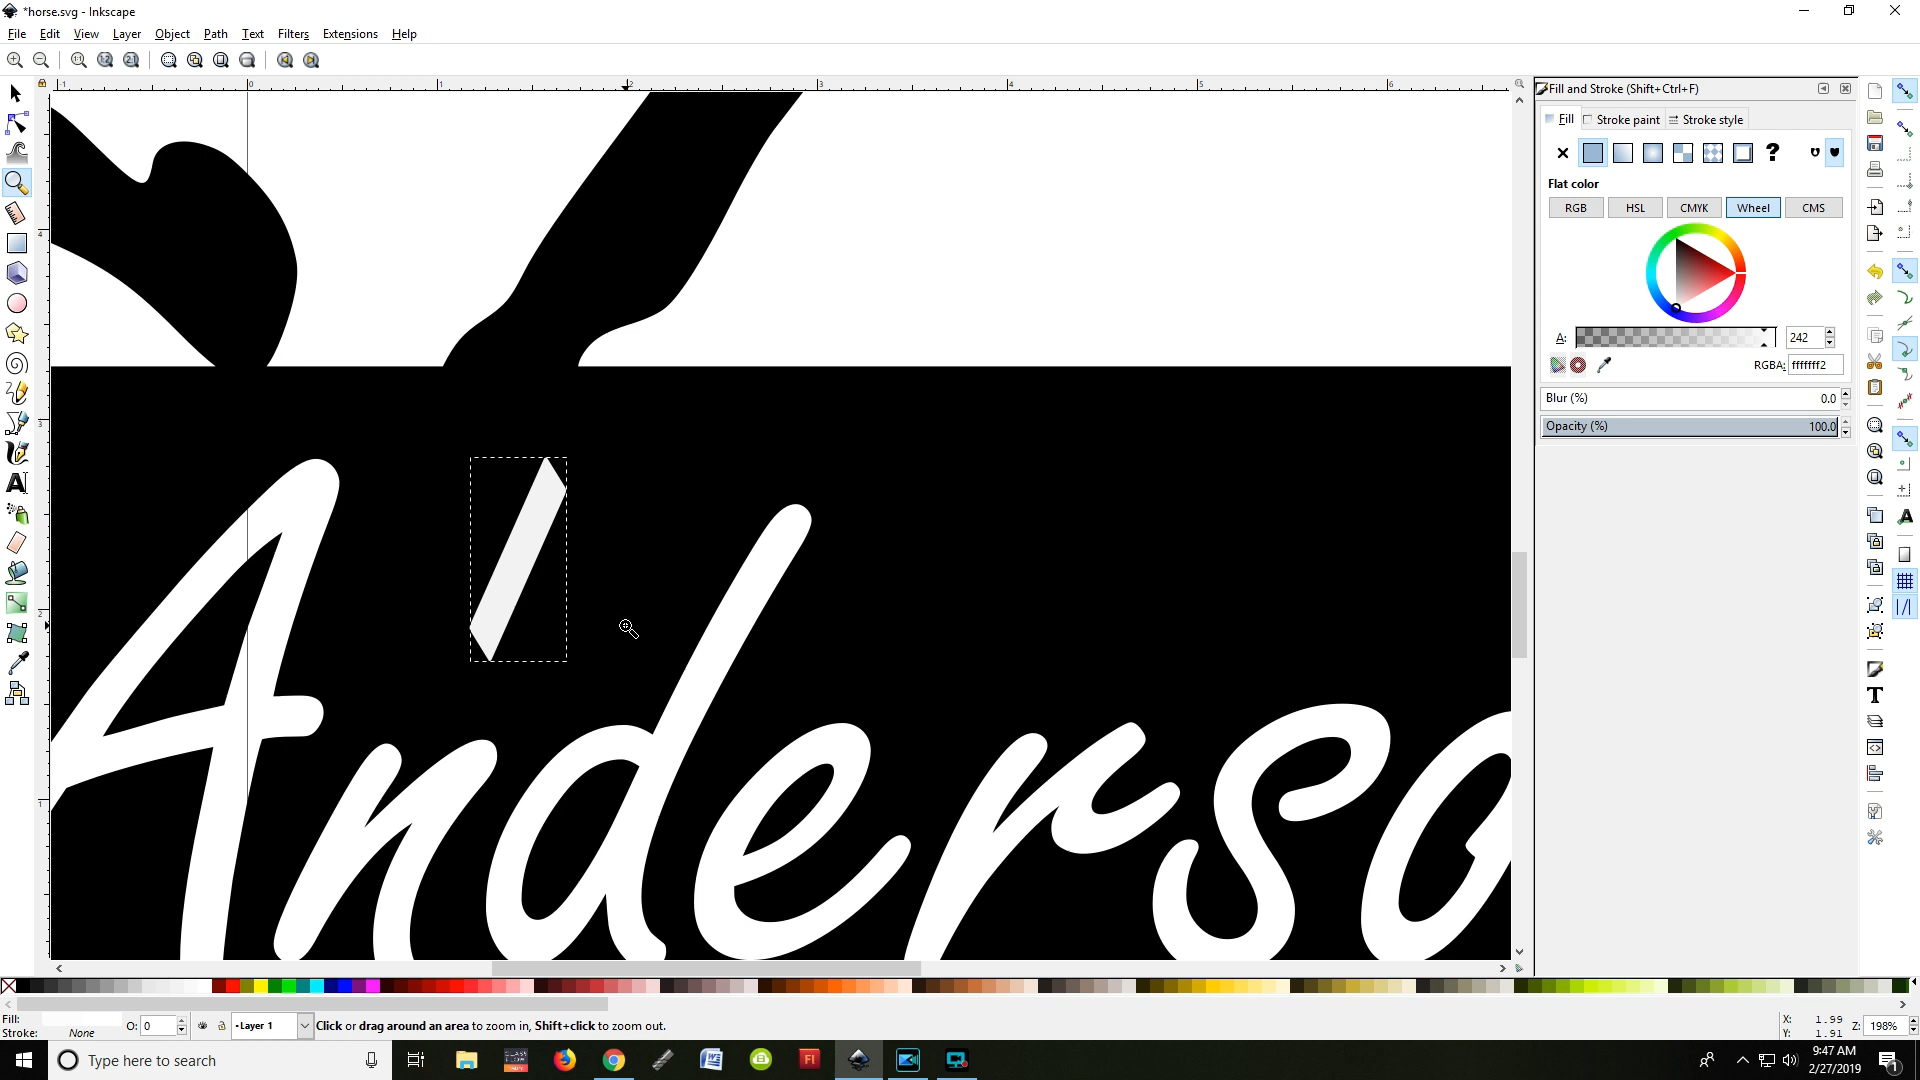 *horse.svg - Inkscape
File Edit View Layer Object Path Text Filters Extensions Help
Fill and Stroke (Shift+Ctrl+F)
Fill Stroke paint Stroke style
Flat color
RGB HSL CMYK Wheel CMS
A: 242
RGBA: fffffff2
Blur (%) 0.0
Opacity (%) 100.0
Anderso
Fill:
Stroke: None
O: 0
Layer 1
Click or drag around an area to zoom in, Shift+click to zoom out.
X: 1.99
Y: 1.91
Z: 198%
Type here to search
9:47 AM
2/27/2019